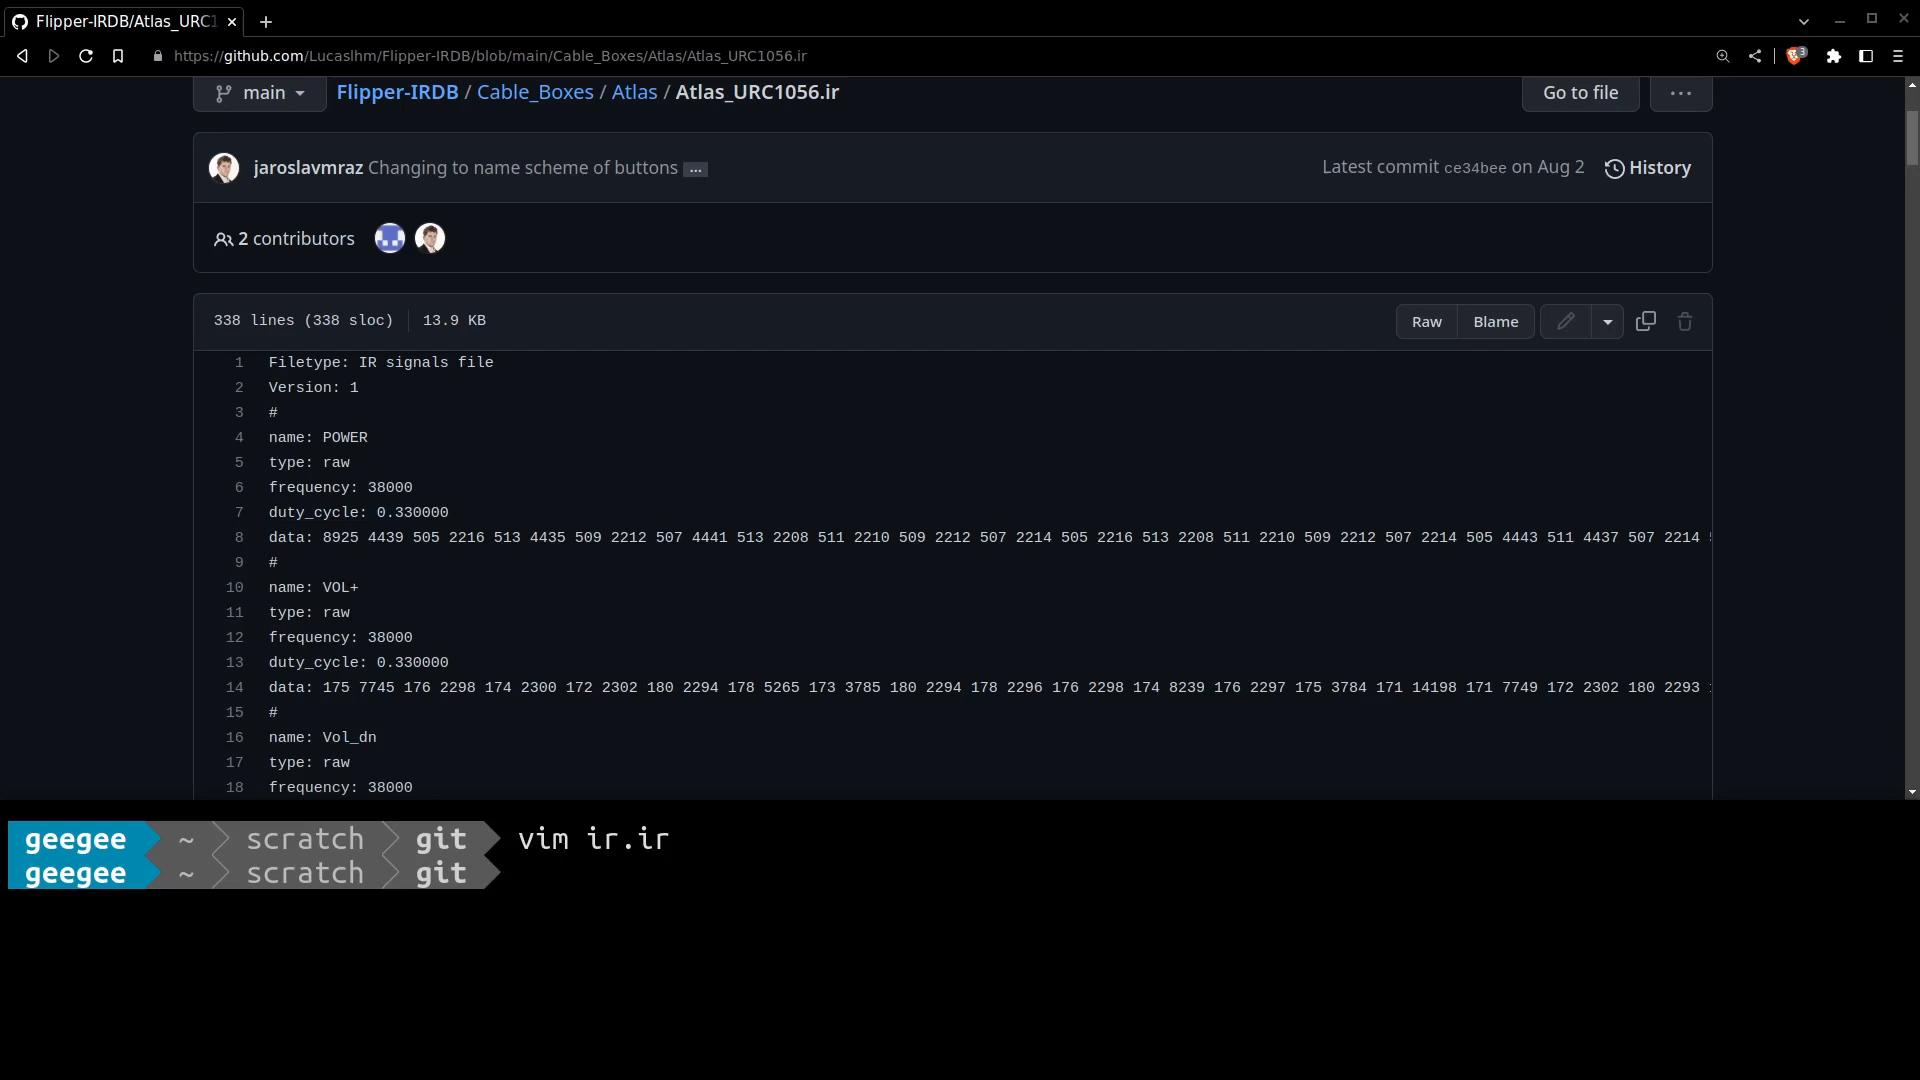 Flipper-IRDB/Atlas_URC1
https://github.com/Lucaslhm/Flipper-IRDB/blob/main/Cable_Boxes/Atlas/Atlas_URC1056.ir
3
main
Flipper-IRDB / Cable_Boxes / Atlas / Atlas_URC1056.ir
Go to file
...
jaroslavmraz Changing to name scheme of buttons ...
Latest commit ce34bee on Aug 2
History
2 contributors
338 lines (338 sloc) 13.9 KB
Raw
Blame
1 Filetype: IR signals file
2 Version: 1
3 #
4 name: POWER
5 type: raw
6 frequency: 38000
7 duty_cycle: 0.330000
8 data: 8925 4439 505 2216 513 4435 509 2212 507 4441 513 2208 511 2210 509 2212 507 2214 505 2216 513 2208 511 2210 509 2212 507 2214 505 4443 511 4437 507 2214
9 #
10 name: VOL+
11 type: raw
12 frequency: 38000
13 duty_cycle: 0.330000
14 data: 175 7745 176 2298 174 2300 172 2302 180 2294 178 5265 173 3785 180 2294 178 2296 176 2298 174 8239 176 2297 175 3784 171 14198 171 7749 172 2302 180 2293
15 #
16 name: Vol_dn
17 type: raw
18 frequency: 38000
geegee ~ scratch git vim ir.ir
geegee ~ scratch git